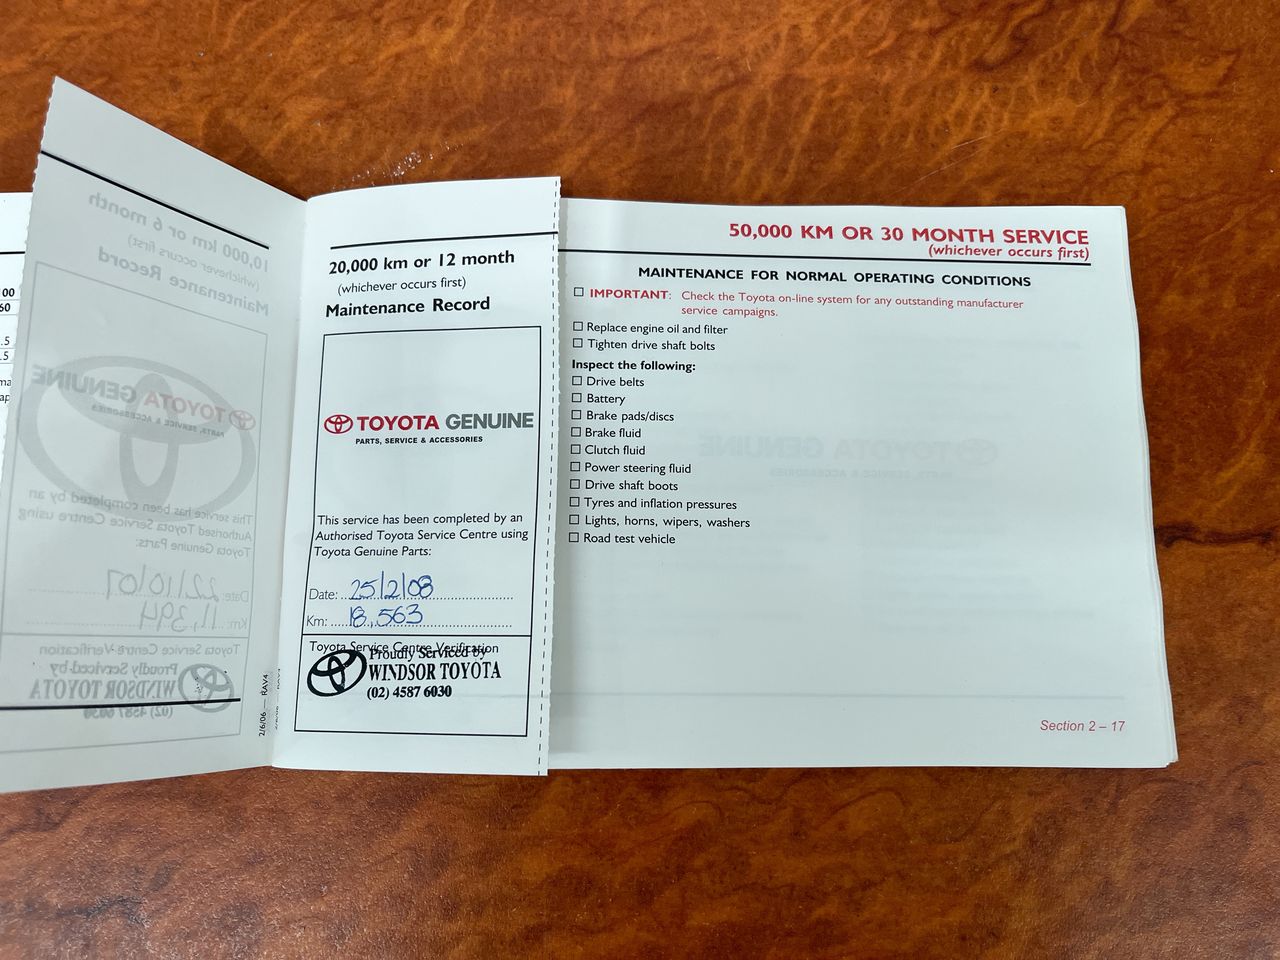 100
60
.5
.5
ma
ap
10,000 km or 6 month
(whichever occurs first)
Maintenance Record
TOYOTA GENUINE
PARTS, SERVICE & ACCESSORIES
This service has been completed by an
Authorised Toyota Service Centre using
Toyota Genuine Parts:
Date: 22/10/07
Km: 11,394
Toyota Service Centre Verification
Proudly Serviced by
WINDSOR TOYOTA
(02) 4587 6030
2/6/06 — RAV4
20,000 km or 12 month
(whichever occurs first)
Maintenance Record
TOYOTA GENUINE
PARTS, SERVICE & ACCESSORIES
This service has been completed by an
Authorised Toyota Service Centre using
Toyota Genuine Parts:
Date: 25/2/08
Km: 18,563
Toyota Service Centre Verification
Proudly Serviced by
WINDSOR TOYOTA
(02) 4587 6030
50,000 KM OR 30 MONTH SERVICE
(whichever occurs first)
MAINTENANCE FOR NORMAL OPERATING CONDITIONS
IMPORTANT: Check the Toyota on-line system for any outstanding manufacturer
service campaigns.
Replace engine oil and filter
Tighten drive shaft bolts
Inspect the following:
Drive belts
Battery
Brake pads/discs
Brake fluid
Clutch fluid
Power steering fluid
Drive shaft boots
Tyres and inflation pressures
Lights, horns, wipers, washers
Road test vehicle
TOYOTA GENUINE
PARTS, SERVICE & ACCESSORIES
Section 2 – 17